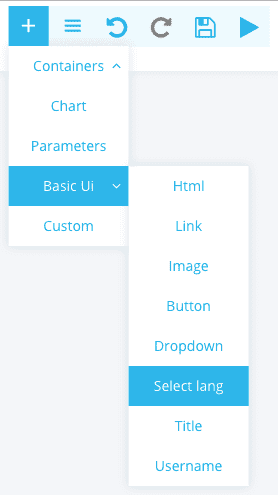 Containers
Chart
Parameters
Basic Ui
Custom
Html
Link
Image
Button
Dropdown
Select lang
Title
Username